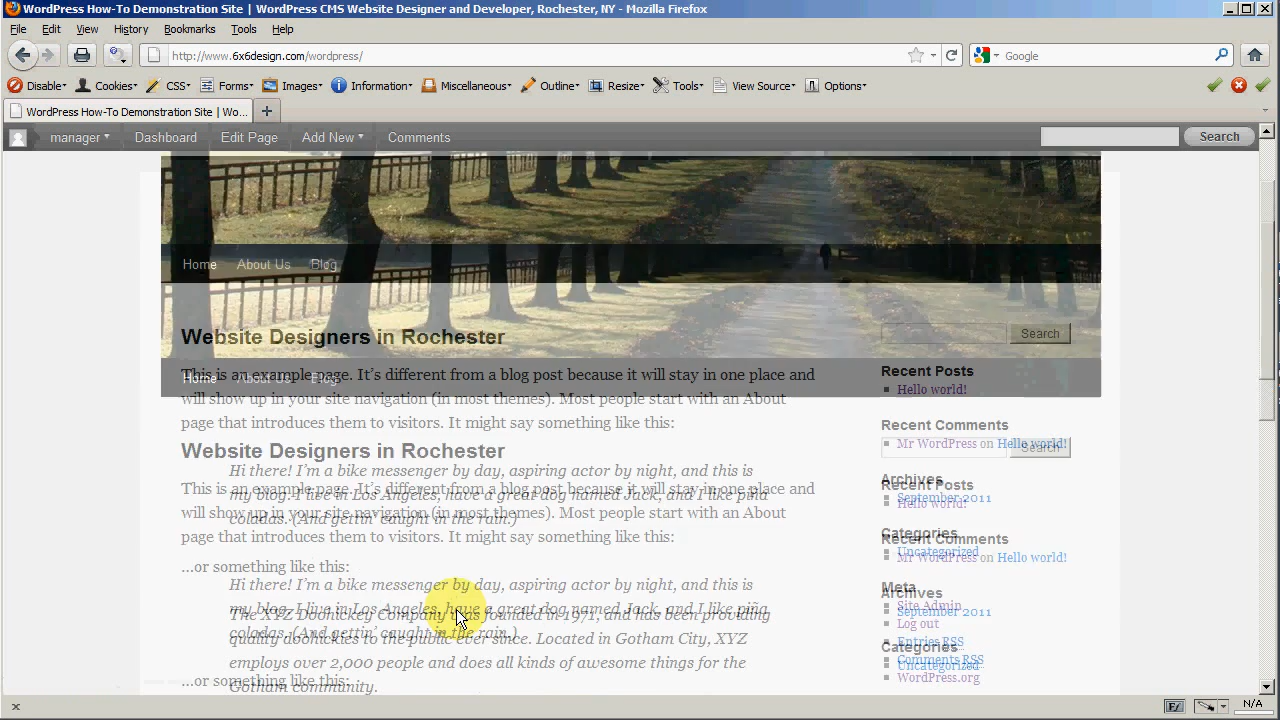 WordPress How-To Demonstration Site | WordPress CMS Website Designer and Developer, Rochester, NY - Mozilla Firefox
File Edit View History Bookmarks Tools Help
http://www.6x6design.com/wordpress/
Google
Disable Cookies CSS Forms Images Information Miscellaneous Outline Resize Tools View Source Options
WordPress How-To Demonstration Site | Wo...
manager Dashboard Edit Page Add New Comments
Search
Home About Us Blog
Website Designers in Rochester
Search
This is an example page. It's different from a blog post because it will stay in one place and
Recent Posts
Home About Us Blog
Hello world!
will show up in your site navigation (in most themes). Most people start with an About
page that introduces them to visitors. It might say something like this:
Recent Comments
Mr WordPress on Hello world!
Search
Website Designers in Rochester
Hi there! I'm a bike messenger by day, aspiring actor by night, and this is
Archives
Recent Posts
This is an example page. It's different from a blog post because it will stay in one place and
my blog. I live in Los Angeles, have a great dog named Jack, and I like piña
September 2011
Hello world!
will show up in your site navigation (in most themes). Most people start with an About
coladas. (And gettin' caught in the rain.)
Categories
page that introduces them to visitors. It might say something like this:
Recent Comments
Uncategorized
Mr WordPress on Hello world!
...or something like this:
Hi there! I'm a bike messenger by day, aspiring actor by night, and this is
Meta
Archives
my blog. I live in Los Angeles, have a great dog named Jack, and I like piña
Site Admin
September 2011
The XYZ Doohickey Company was founded in 1971, and has been providing
Log out
coladas. (And gettin' caught in the rain.)
quality doohickies to the public ever since. Located in Gotham City, XYZ
Entries RSS
Categories
employs over 2,000 people and does all kinds of awesome things for the
Comments RSS
Uncategorized
...or something like this:
WordPress.org
Gotham community.
N/A